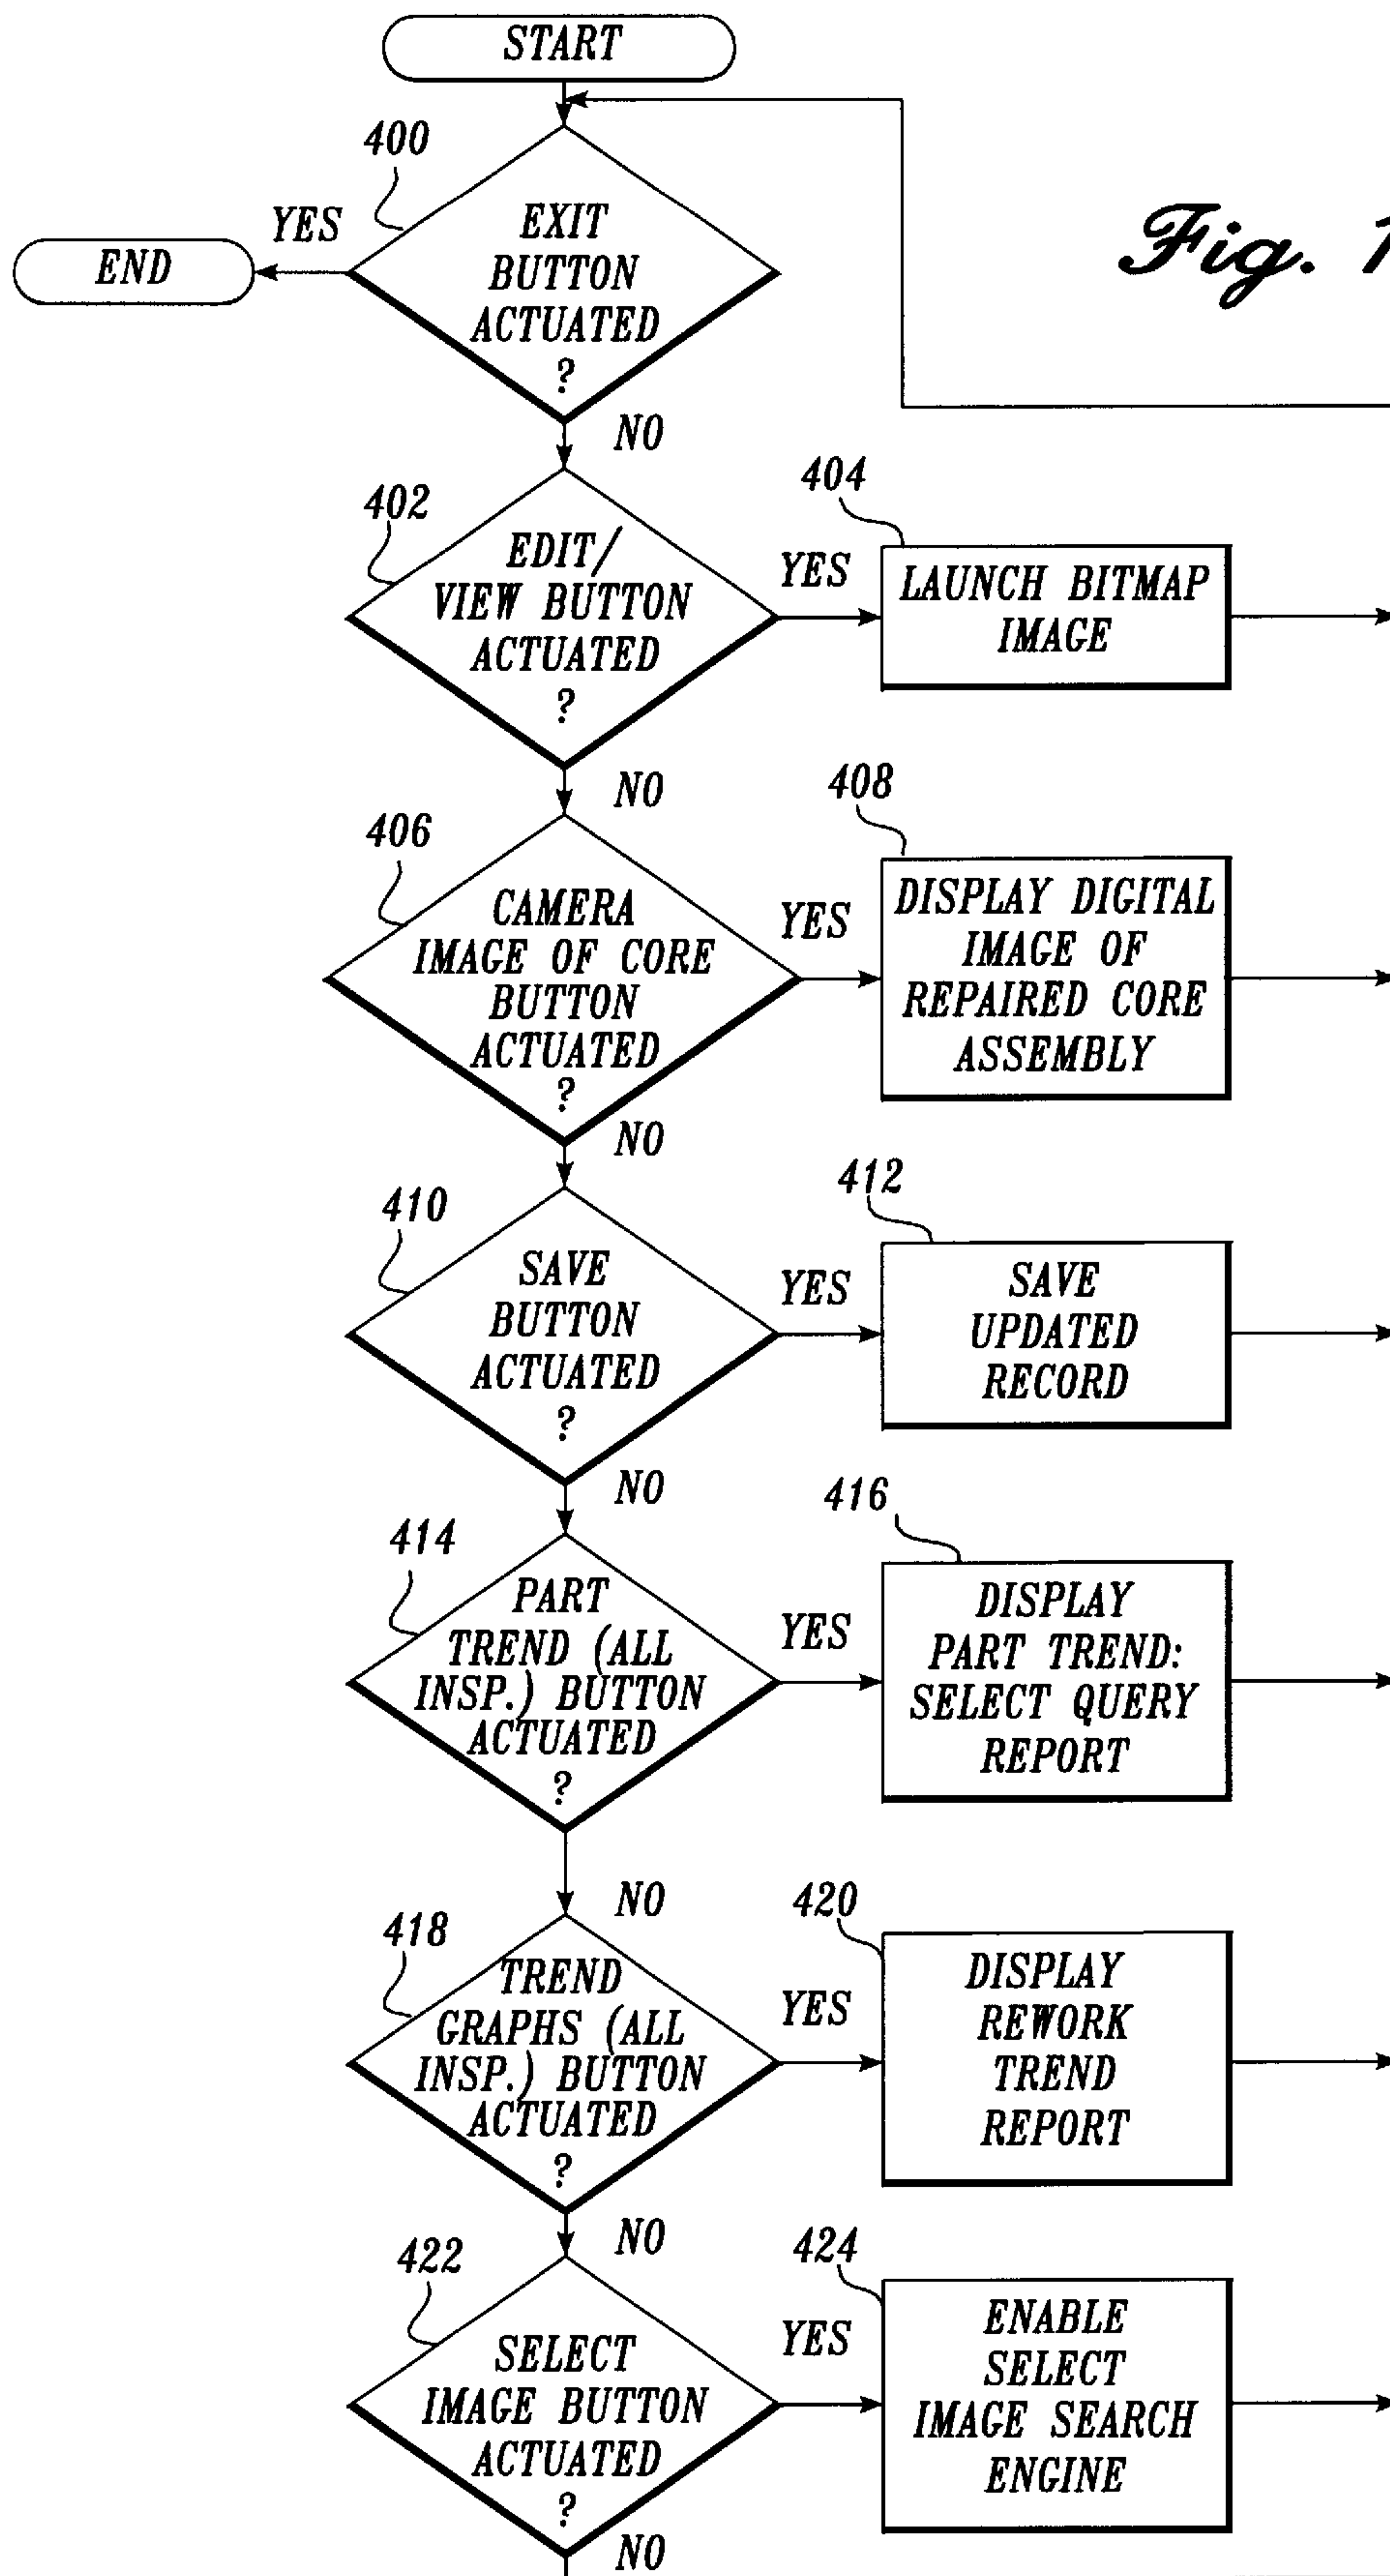 START
400
YES
EXIT
BUTTON
ACTUATED
?
END
Fig. 1
NO
402
EDIT/
VIEW BUTTON
ACTUATED
?
YES
404
LAUNCH BITMAP
IMAGE
NO
406
CAMERA
IMAGE OF CORE
BUTTON
ACTUATED
?
YES
408
DISPLAY DIGITAL
IMAGE OF
REPAIRED CORE
ASSEMBLY
NO
410
SAVE
BUTTON
ACTUATED
?
YES
412
SAVE
UPDATED
RECORD
NO
414
PART
TREND (ALL
INSP.) BUTTON
ACTUATED
?
YES
416
DISPLAY
PART TREND:
SELECT QUERY
REPORT
NO
418
TREND
GRAPHS (ALL
INSP.) BUTTON
ACTUATED
?
YES
420
DISPLAY
REWORK
TREND
REPORT
NO
422
SELECT
IMAGE BUTTON
ACTUATED
?
YES
424
ENABLE
SELECT
IMAGE SEARCH
ENGINE
NO